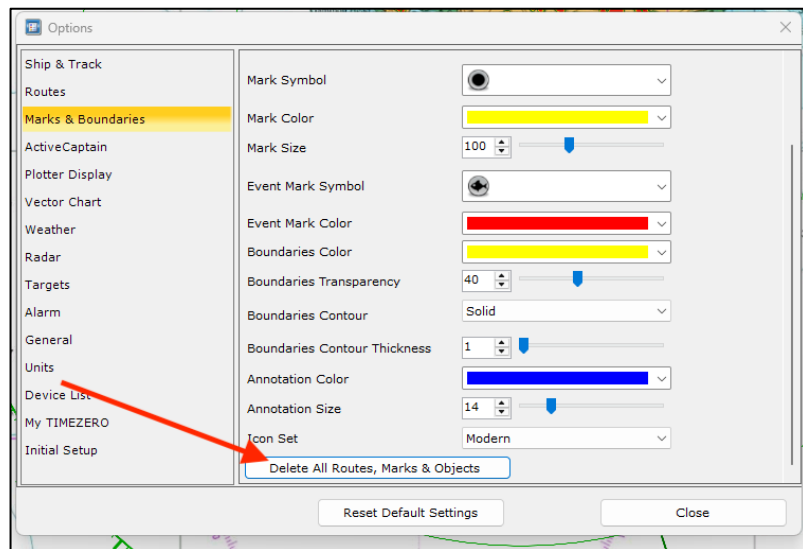 Options
Ship & Track
Routes
Marks & Boundaries
ActiveCaptain
Plotter Display
Vector Chart
Weather
Radar
Targets
Alarm
General
Units
Device List
My TIMEZERO
Initial Setup
Mark Symbol
Mark Color
Mark Size 100
Event Mark Symbol
Event Mark Color
Boundaries Color
Boundaries Transparency 40
Boundaries Contour Solid
Boundaries Contour Thickness 1
Annotation Color
Annotation Size 14
Icon Set Modern
Delete All Routes, Marks & Objects
Reset Default Settings Close